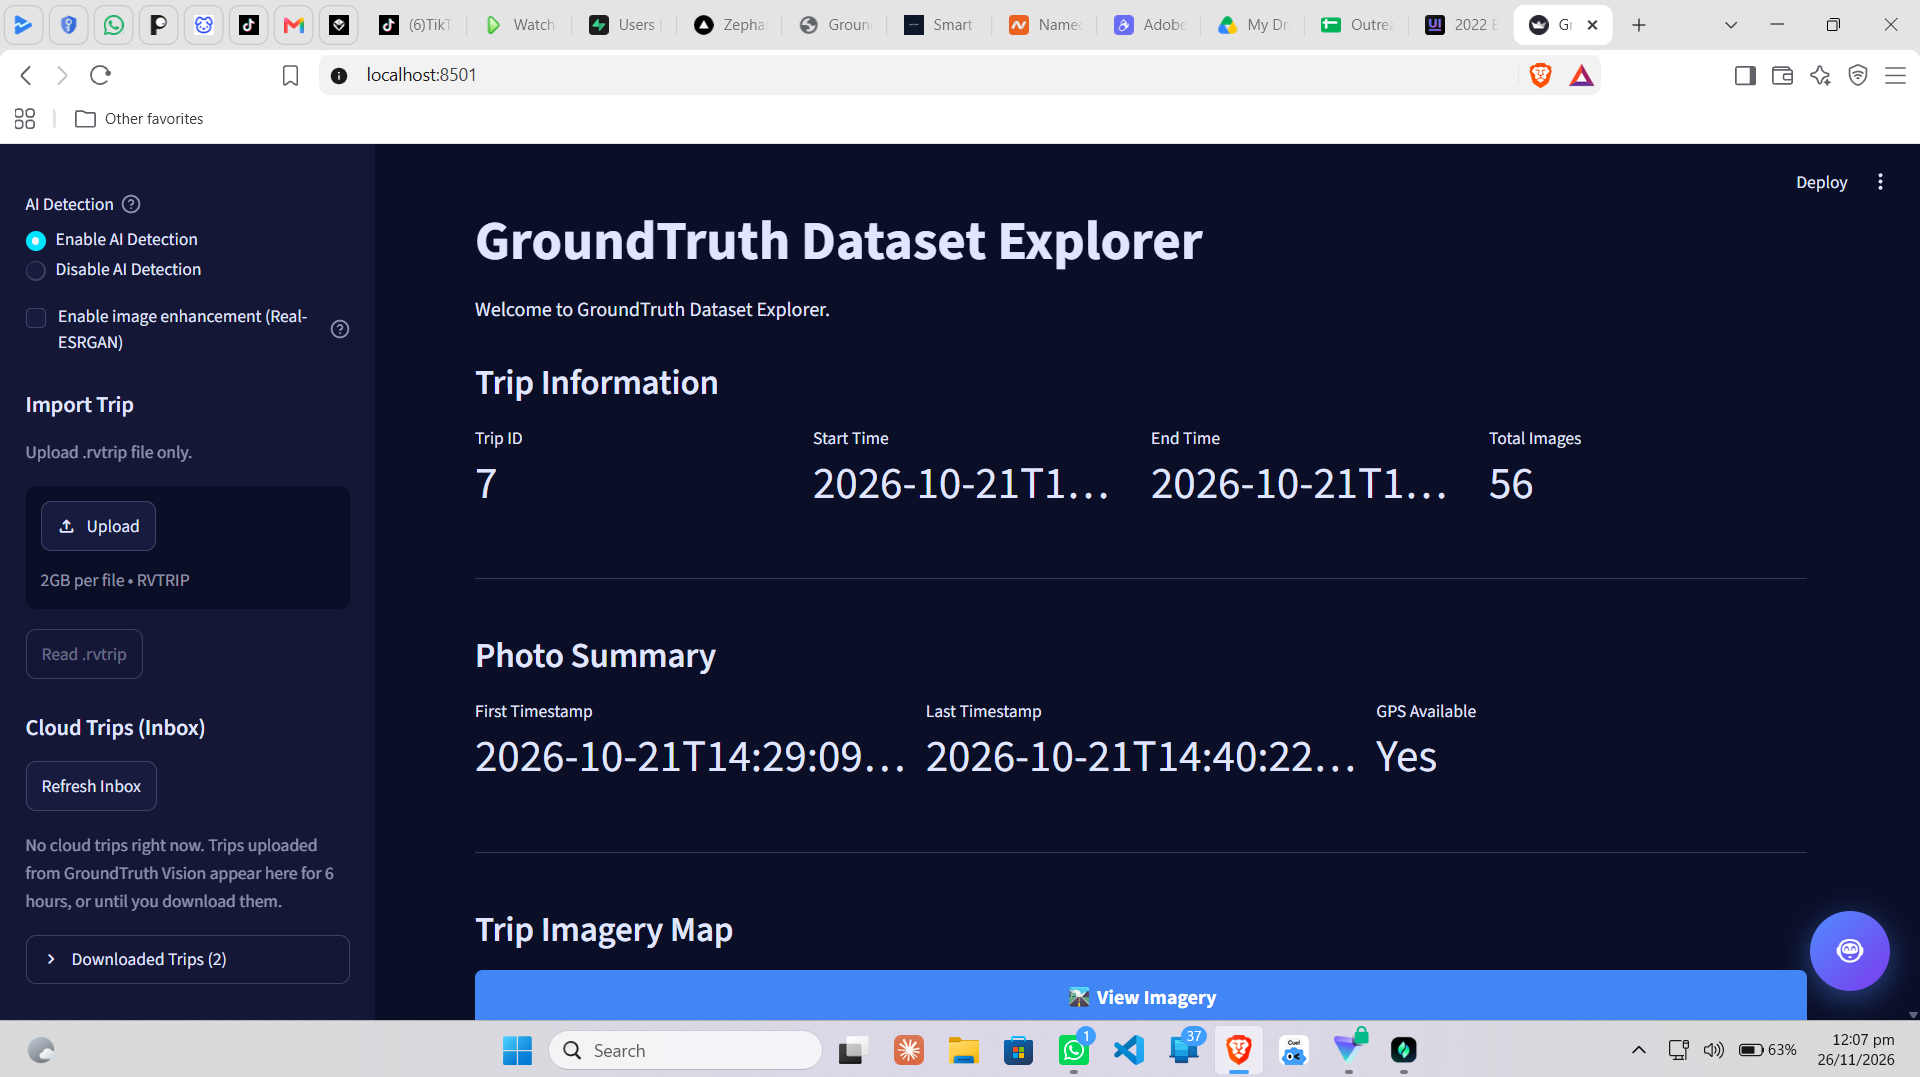 (6)TikT
Watch
Users
Zepha
Groun
Smart
Name
Adobe
My Dr
Outrea
2022 E
Gr
localhost:8501
Other favorites
Deploy
AI Detection
Enable AI Detection
Disable AI Detection
Enable image enhancement (Real-
ESRGAN)
Import Trip
Upload .rvtrip file only.
Upload
2GB per file • RVTRIP
Read .rvtrip
Cloud Trips (Inbox)
Refresh Inbox
No cloud trips right now. Trips uploaded
from GroundTruth Vision appear here for 6
hours, or until you download them.
Downloaded Trips (2)
GroundTruth Dataset Explorer
Welcome to GroundTruth Dataset Explorer.
Trip Information
Trip ID
7
Start Time
2026-10-21T1...
End Time
2026-10-21T1...
Total Images
56
Photo Summary
First Timestamp
2026-10-21T14:29:09...
Last Timestamp
2026-10-21T14:40:22...
GPS Available
Yes
Trip Imagery Map
View Imagery
Search
1
37
Cue!
63%
12:07 pm
26/11/2026